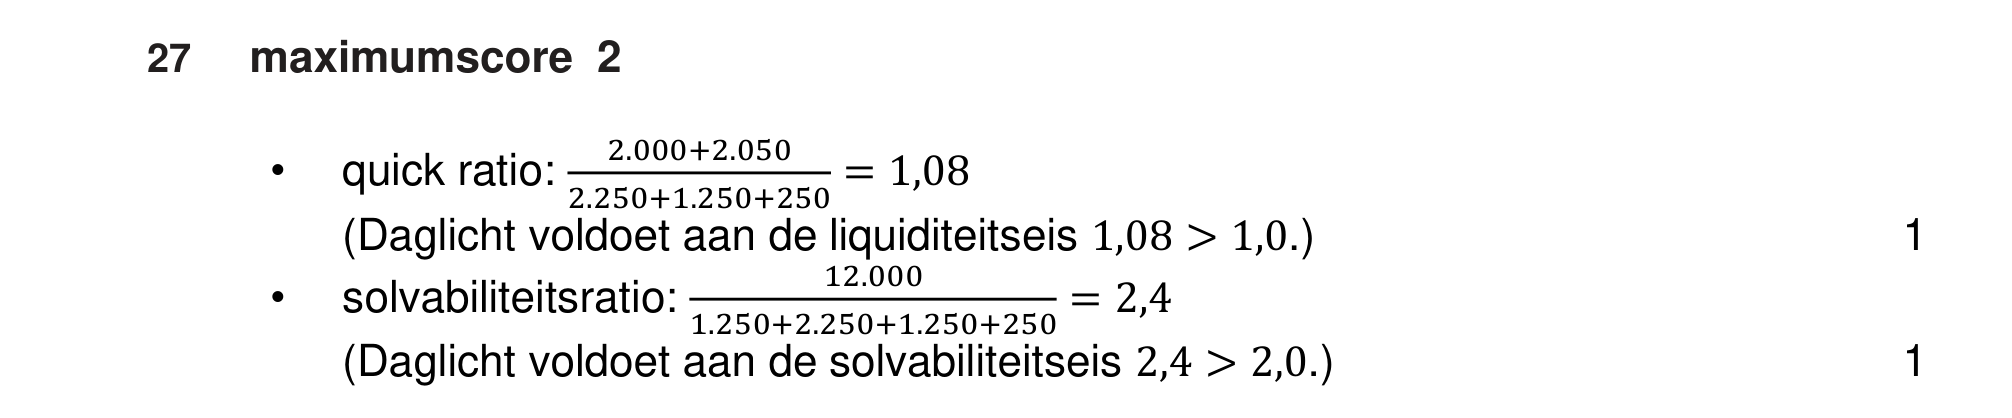 27 maximumscore 2
• quick ratio: (2.000+2.050)/(2.250+1.250+250) = 1,08
(Daglicht voldoet aan de liquiditeitseis 1,08 > 1,0.) 1
• solvabiliteitsratio: 12.000/(1.250+2.250+1.250+250) = 2,4
(Daglicht voldoet aan de solvabiliteitseis 2,4 > 2,0.) 1